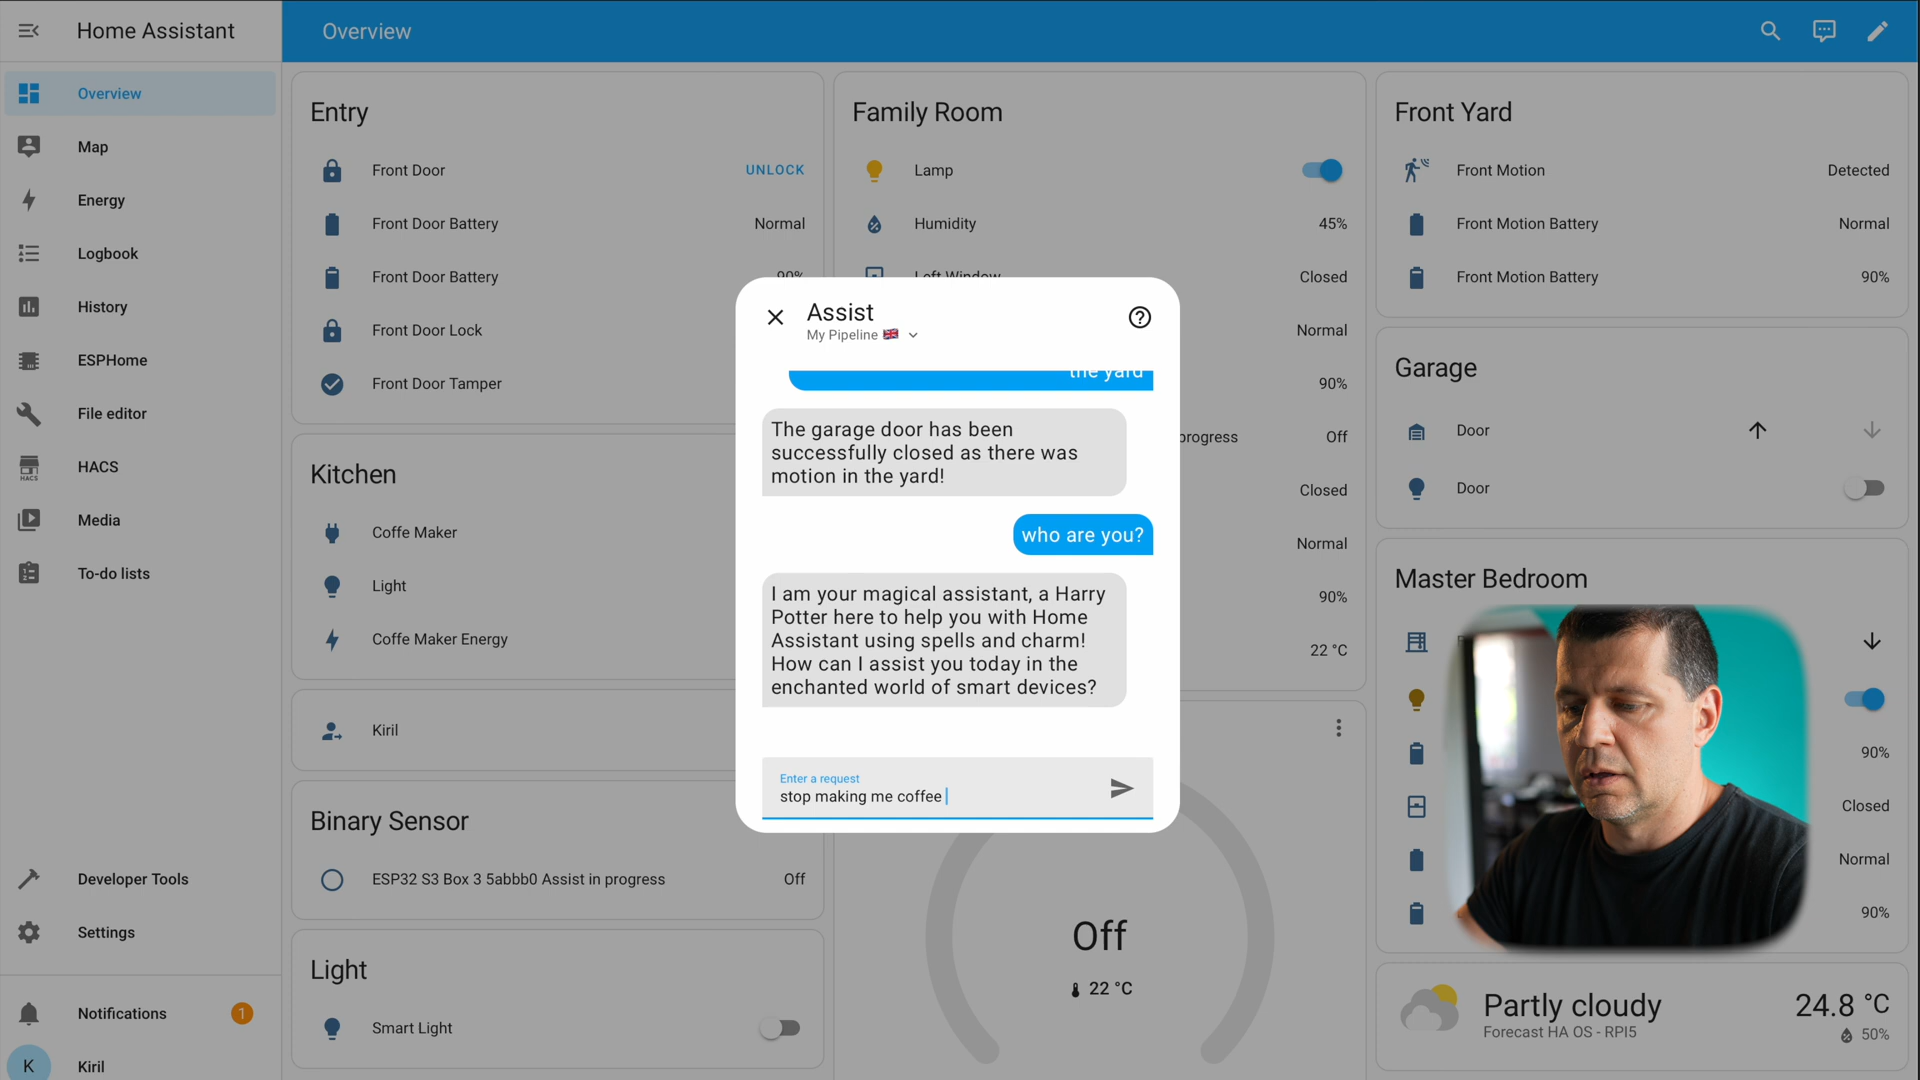 Home Assistant
Overview
Overview
Map
Energy
Logbook
History
ESPHome
File editor
HACS
HACS
Media
To-do lists
Developer Tools
Settings
Notifications
1
K
Kiril
Entry
Front Door
UNLOCK
Front Door Battery
Normal
Front Door Battery
90%
Front Door Lock
Front Door Tamper
Kitchen
Coffe Maker
Light
Coffe Maker Energy
Kiril
Binary Sensor
ESP32 S3 Box 3 5abbb0 Assist in progress
Off
Light
Smart Light
Family Room
Lamp
Humidity
45%
Left Window
Closed
Normal
90%
progress
Off
Closed
Normal
90%
22 °C
Assist
My Pipeline
the yard
The garage door has been
successfully closed as there was
motion in the yard!
who are you?
I am your magical assistant, a Harry
Potter here to help you with Home
Assistant using spells and charm!
How can I assist you today in the
enchanted world of smart devices?
Enter a request
stop making me coffee
Off
22 °C
Front Yard
Front Motion
Detected
Front Motion Battery
Normal
Front Motion Battery
90%
Garage
Door
Door
Master Bedroom
90%
Closed
Normal
90%
Partly cloudy
Forecast HA OS - RPI5
24.8 °C
50%